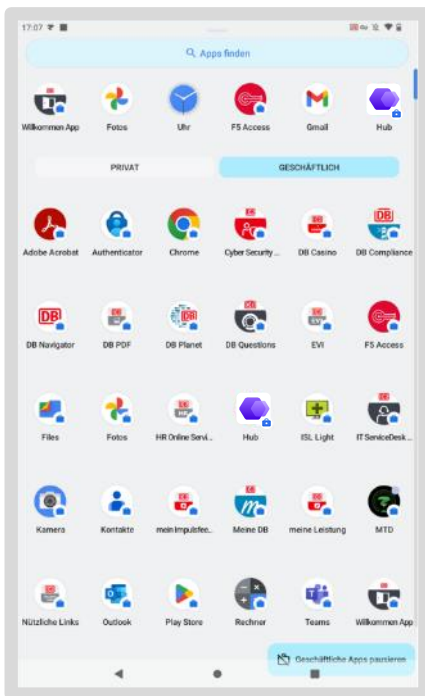 17:07
Apps finden
Willkommen App Fotos Uhr F5 Access Gmail Hub
PRIVAT GESCHÄFTLICH
Adobe Acrobat Authenticator Chrome Cyber Security ... DB Casino DB Compliance
DB Navigator DB PDF DB Planet DB Questions EVI F5 Access
Files Fotos HR Online Servi... Hub ISL Light IT ServiceDesk...
Kamera Kontakte mein Impulsfee... Meine DB meine Leistung MTD
Nützliche Links Outlook Play Store Rechner Teams Willkommen App
Geschäftliche Apps pausieren